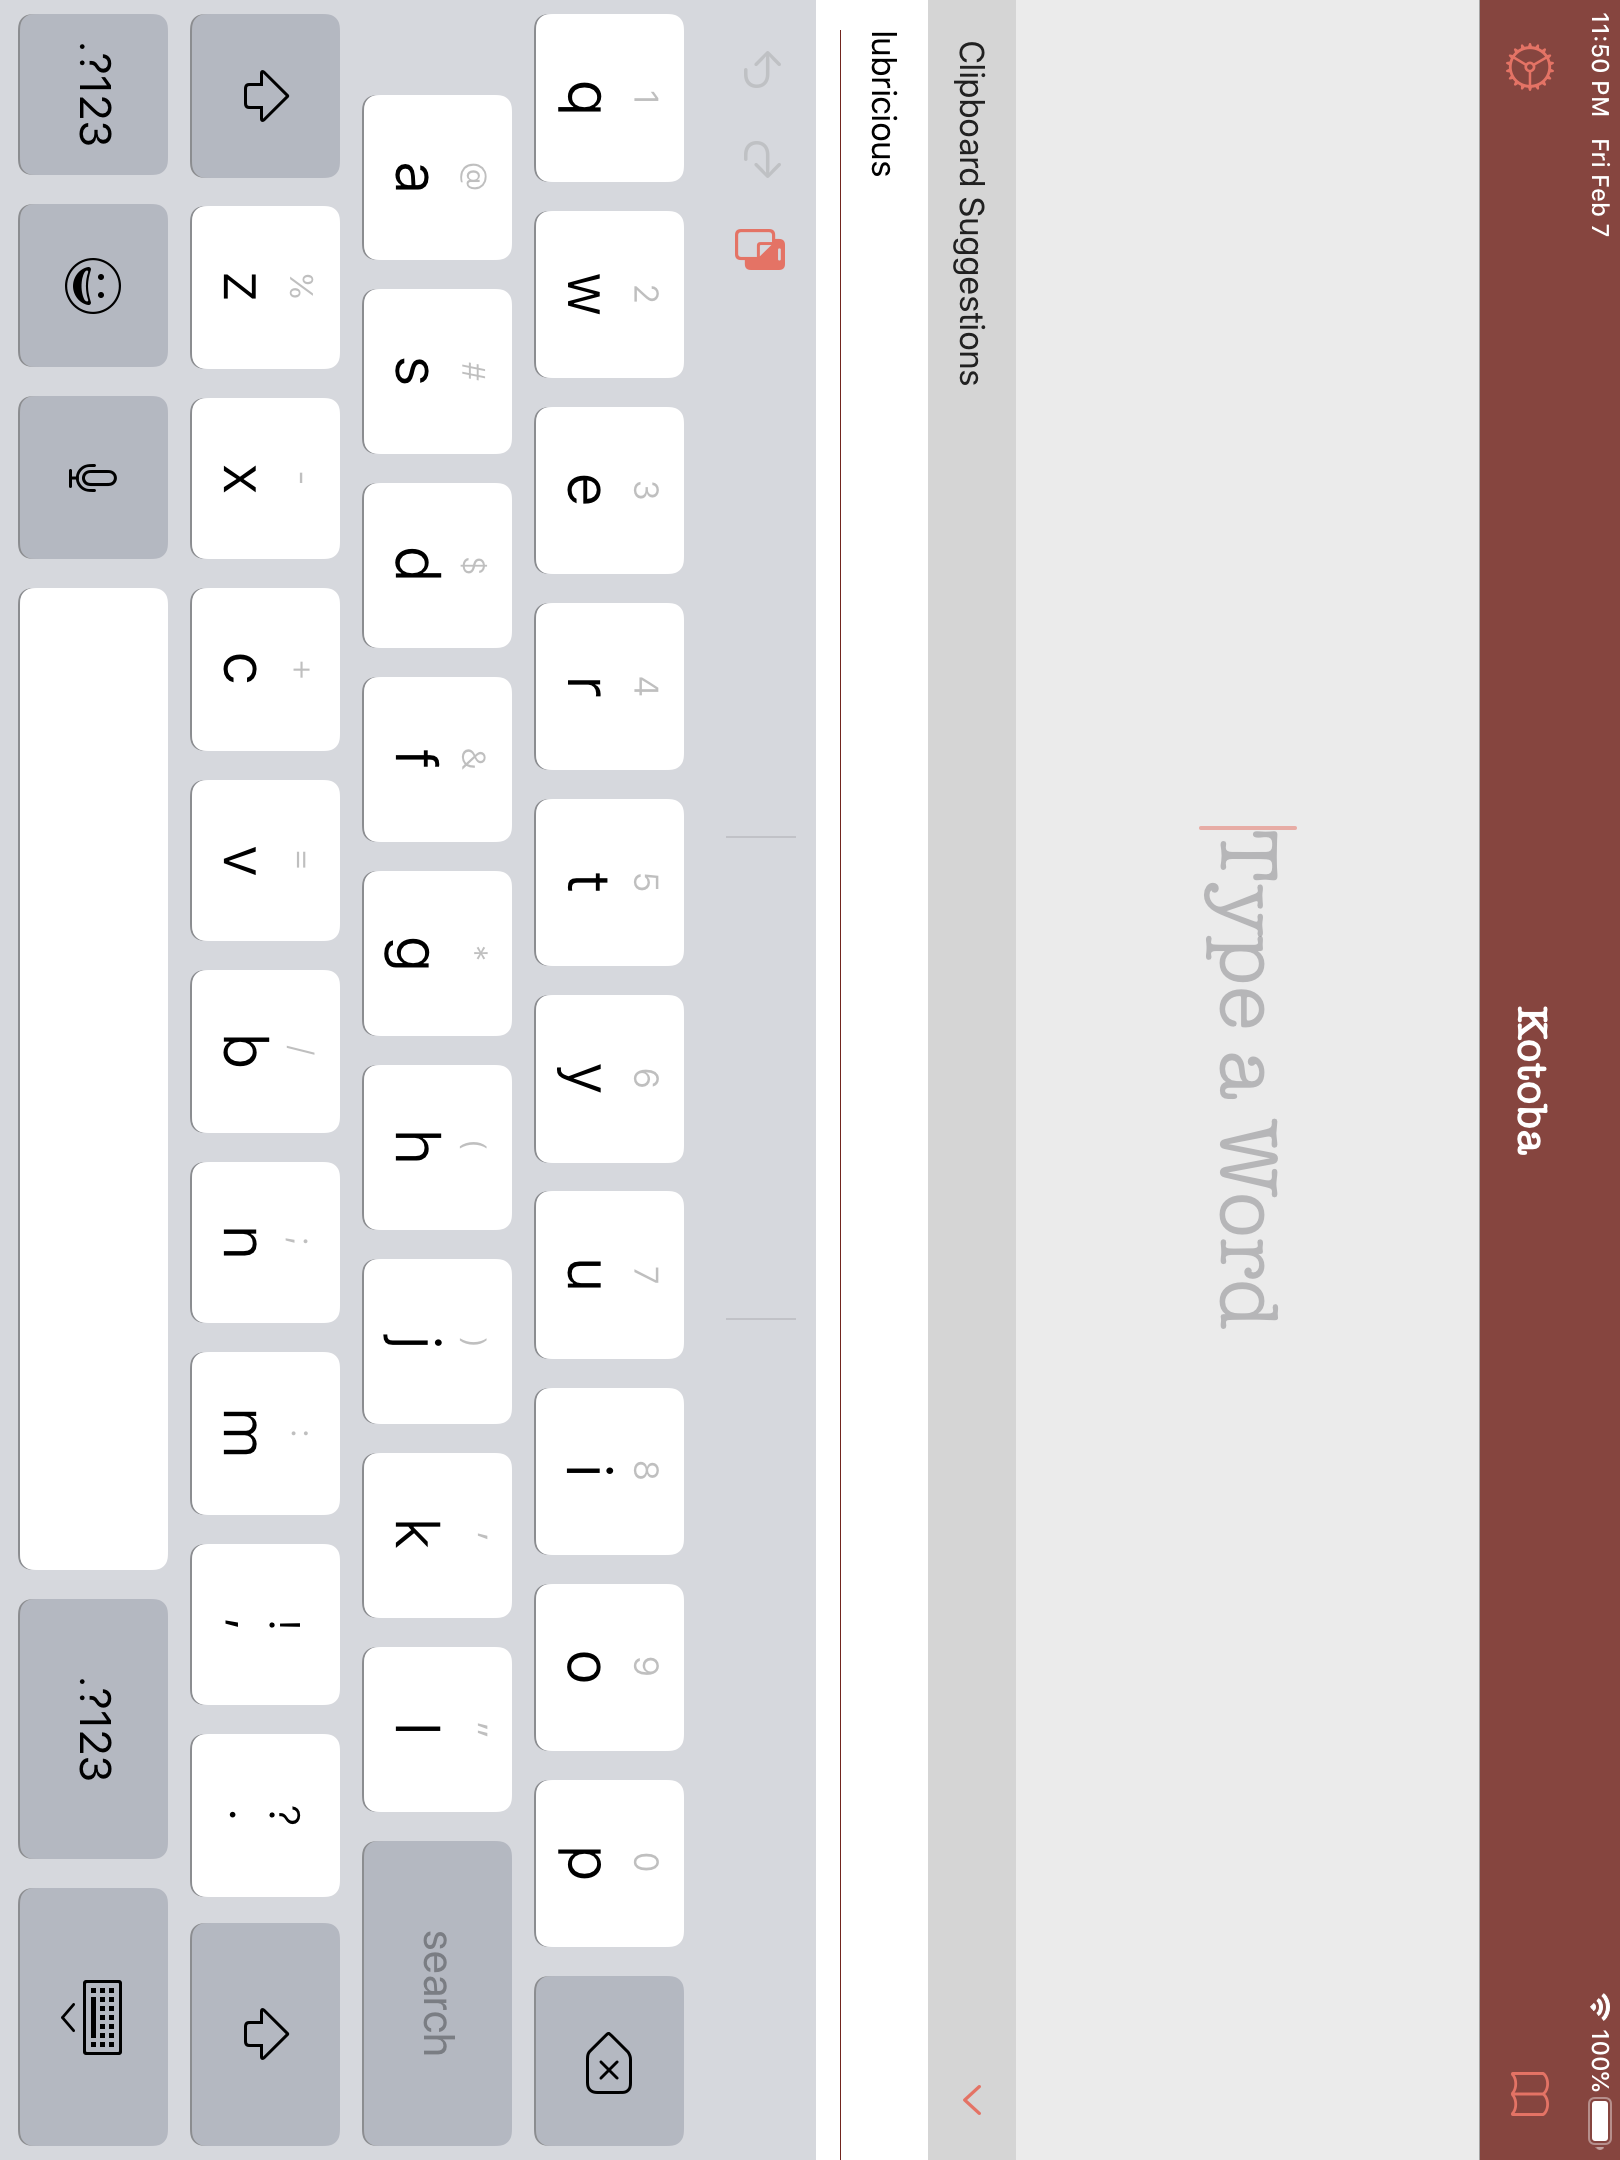 11:50 PM Fri Feb 7 100%
Kotoba
Type a Word
Clipboard Suggestions
lubricious
1 2 3 4 5 6 7 8 9 0
q w e r t y u i o p
@ # $ & * ( ) ' "
a s d f g h j k l search
% - + = / ; : ! ?
z x c v b n m , .
.?123 .?123